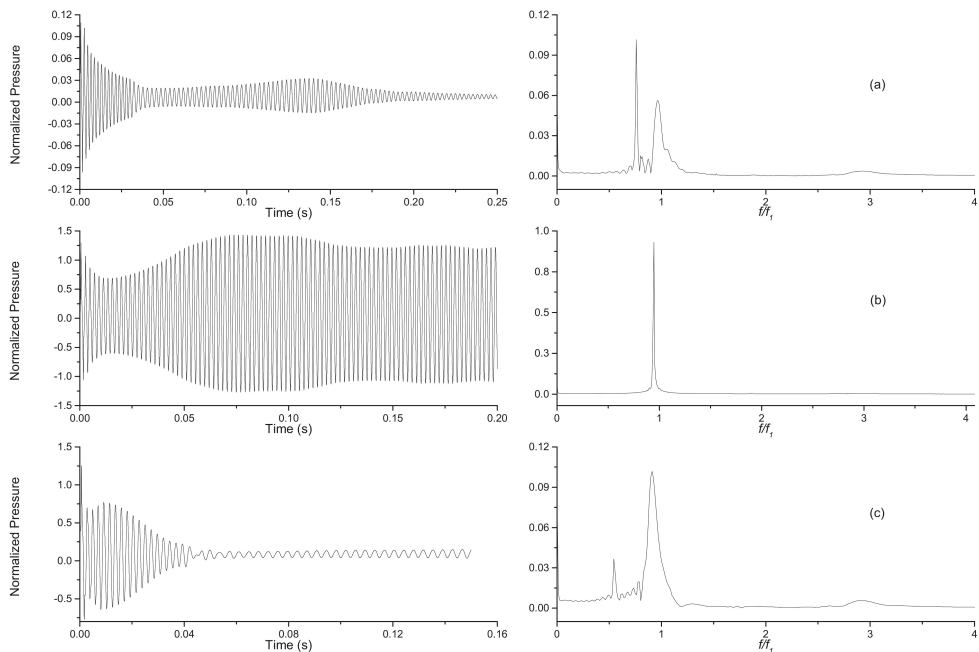 Normalized Pressure
0.12
0.09
0.06
0.03
0.00
-0.03
-0.06
-0.09
-0.12
0.00 0.05 0.10 0.15 0.20 0.25
Time (s)
0.12
0.09
0.06
0.03
0.00
0 1 2 3 4
f/f₁
(a)
Normalized Pressure
1.5
1.0
0.5
0.0
-0.5
-1.0
-1.5
0.00 0.05 0.10 0.15 0.20
Time (s)
1.0
0.8
0.5
0.3
0.0
0 1 2 3 4
f/f₁
(b)
Normalized Pressure
1.5
1.0
0.5
0.0
-0.5
0.00 0.04 0.08 0.12 0.16
Time (s)
0.12
0.09
0.06
0.03
0.00
0 1 2 3 4
f/f₁
(c)